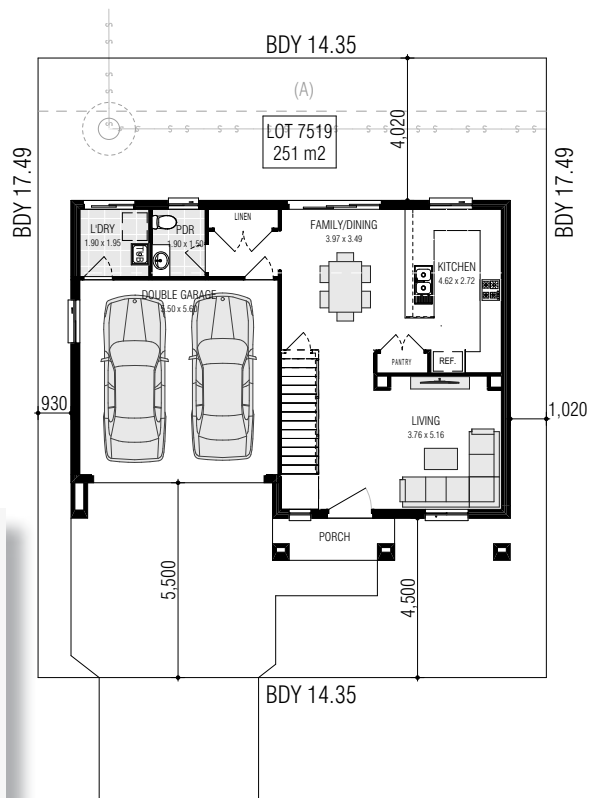 BDY 14.35
(A)
LOT 7519
251 m2
4,020
BDY 17.49
BDY 17.49
L'DRY
1.90 x 1.95
PDR
1.90 x 1.50
LINEN
FAMILY/DINING
3.97 x 3.49
KITCHEN
4.62 x 2.72
DOUBLE GARAGE
5.50 x 5.60
PANTRY
REF.
930
1,020
LIVING
3.76 x 5.16
PORCH
5,500
4,500
BDY 14.35